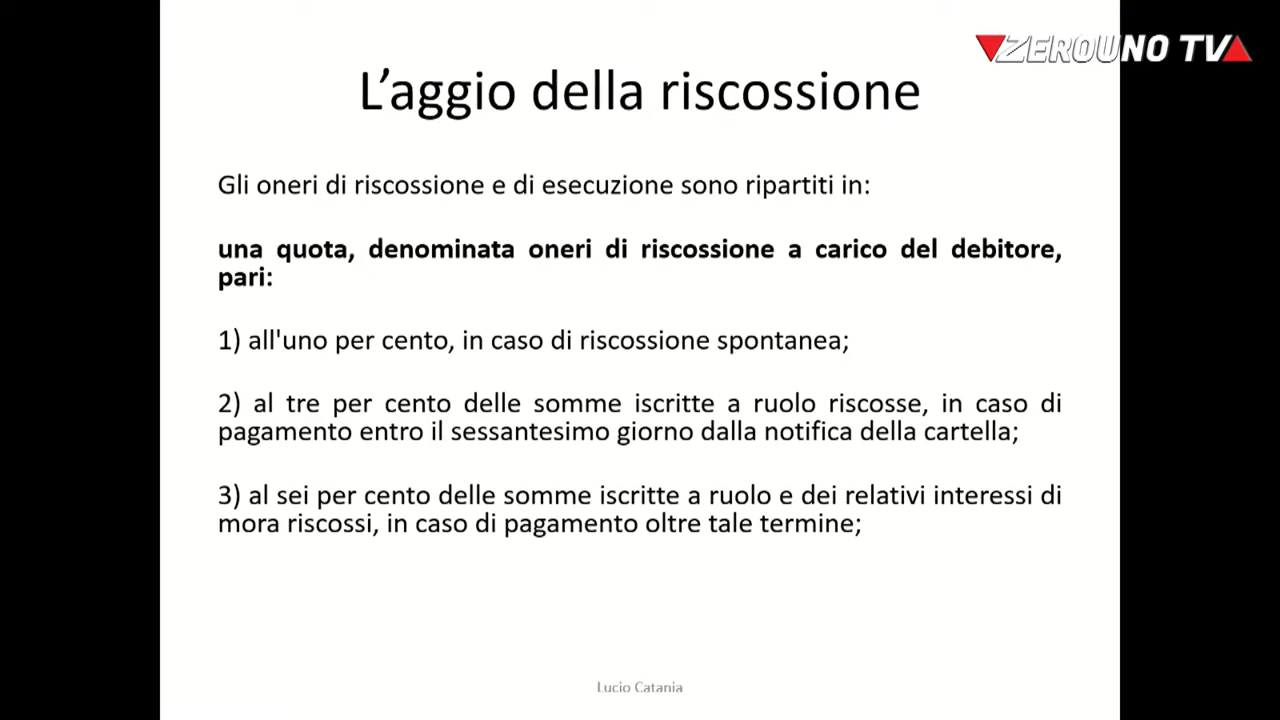 ZEROUNO TV
L’aggio della riscossione
Gli oneri di riscossione e di esecuzione sono ripartiti in:
una quota, denominata oneri di riscossione a carico del debitore,
pari:
1) all'uno per cento, in caso di riscossione spontanea;
2) al tre per cento delle somme iscritte a ruolo riscosse, in caso di
pagamento entro il sessantesimo giorno dalla notifica della cartella;
3) al sei per cento delle somme iscritte a ruolo e dei relativi interessi di
mora riscossi, in caso di pagamento oltre tale termine;
Lucio Catania